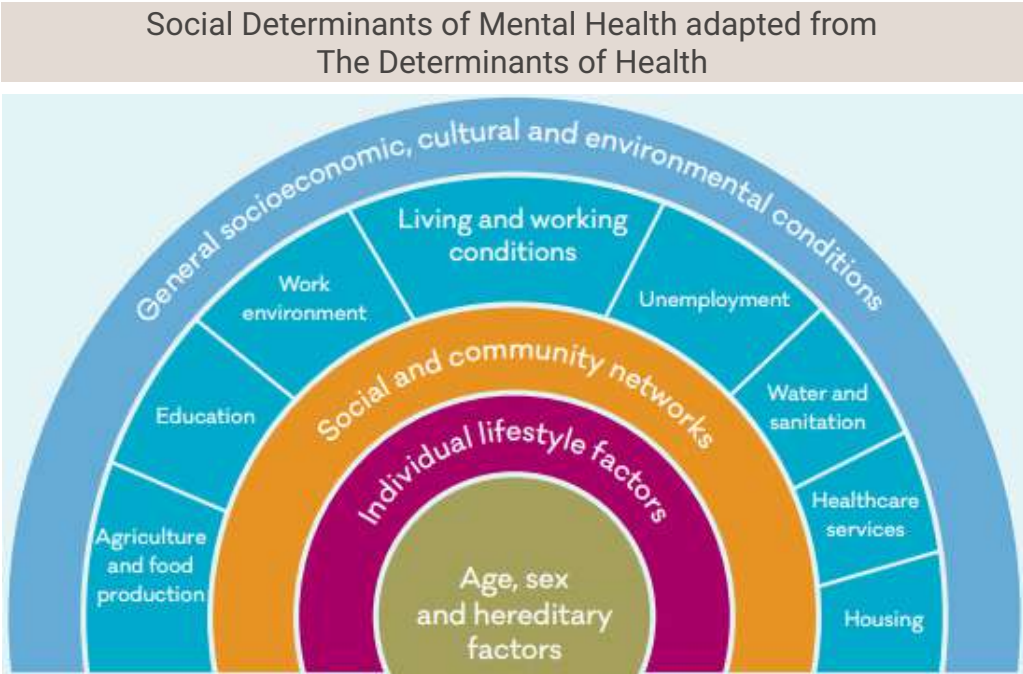 Social Determinants of Mental Health adapted from
The Determinants of Health
General socioeconomic, cultural and environmental conditions
Living and working
conditions
Work
environment
Unemployment
Education
Water and
sanitation
Agriculture
and food
production
Healthcare
services
Housing
Social and community networks
Individual lifestyle factors
Age, sex
and hereditary
factors